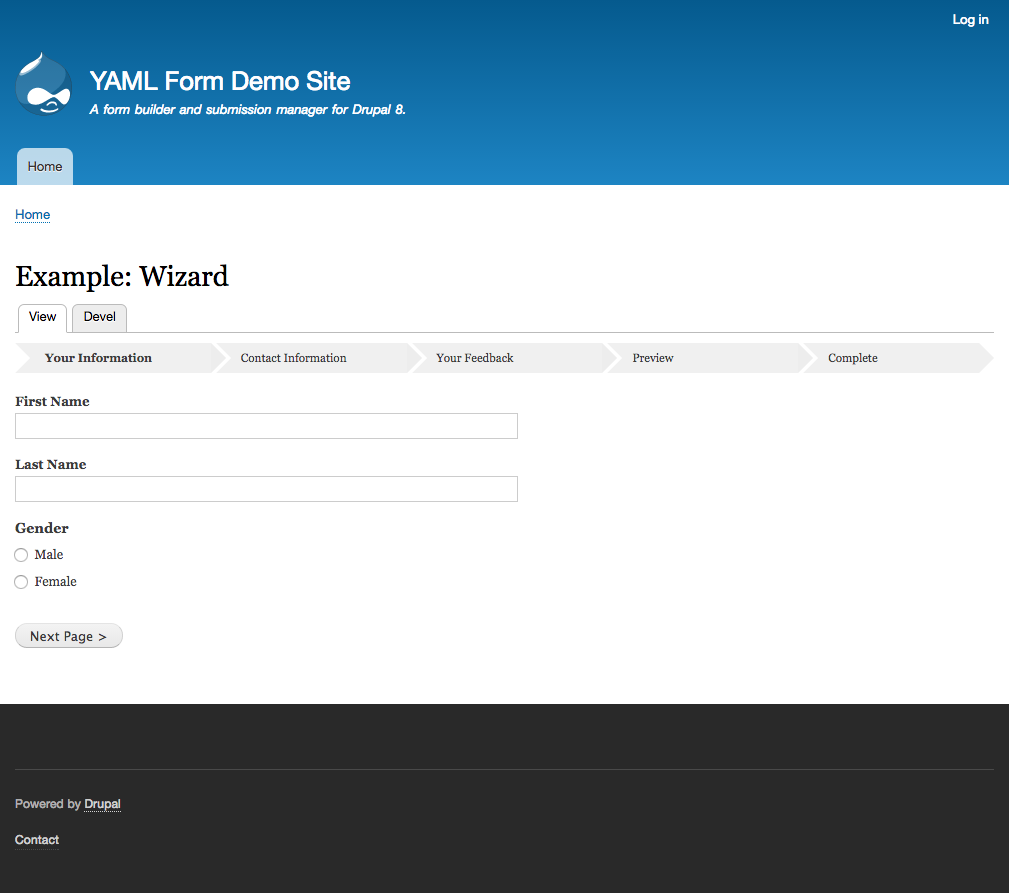 Log in
YAML Form Demo Site
A form builder and submission manager for Drupal 8.
Home
Home
Example: Wizard
View Devel
Your Information Contact Information Your Feedback Preview Complete
First Name
Last Name
Gender
Male
Female
Next Page >
Powered by Drupal
Contact